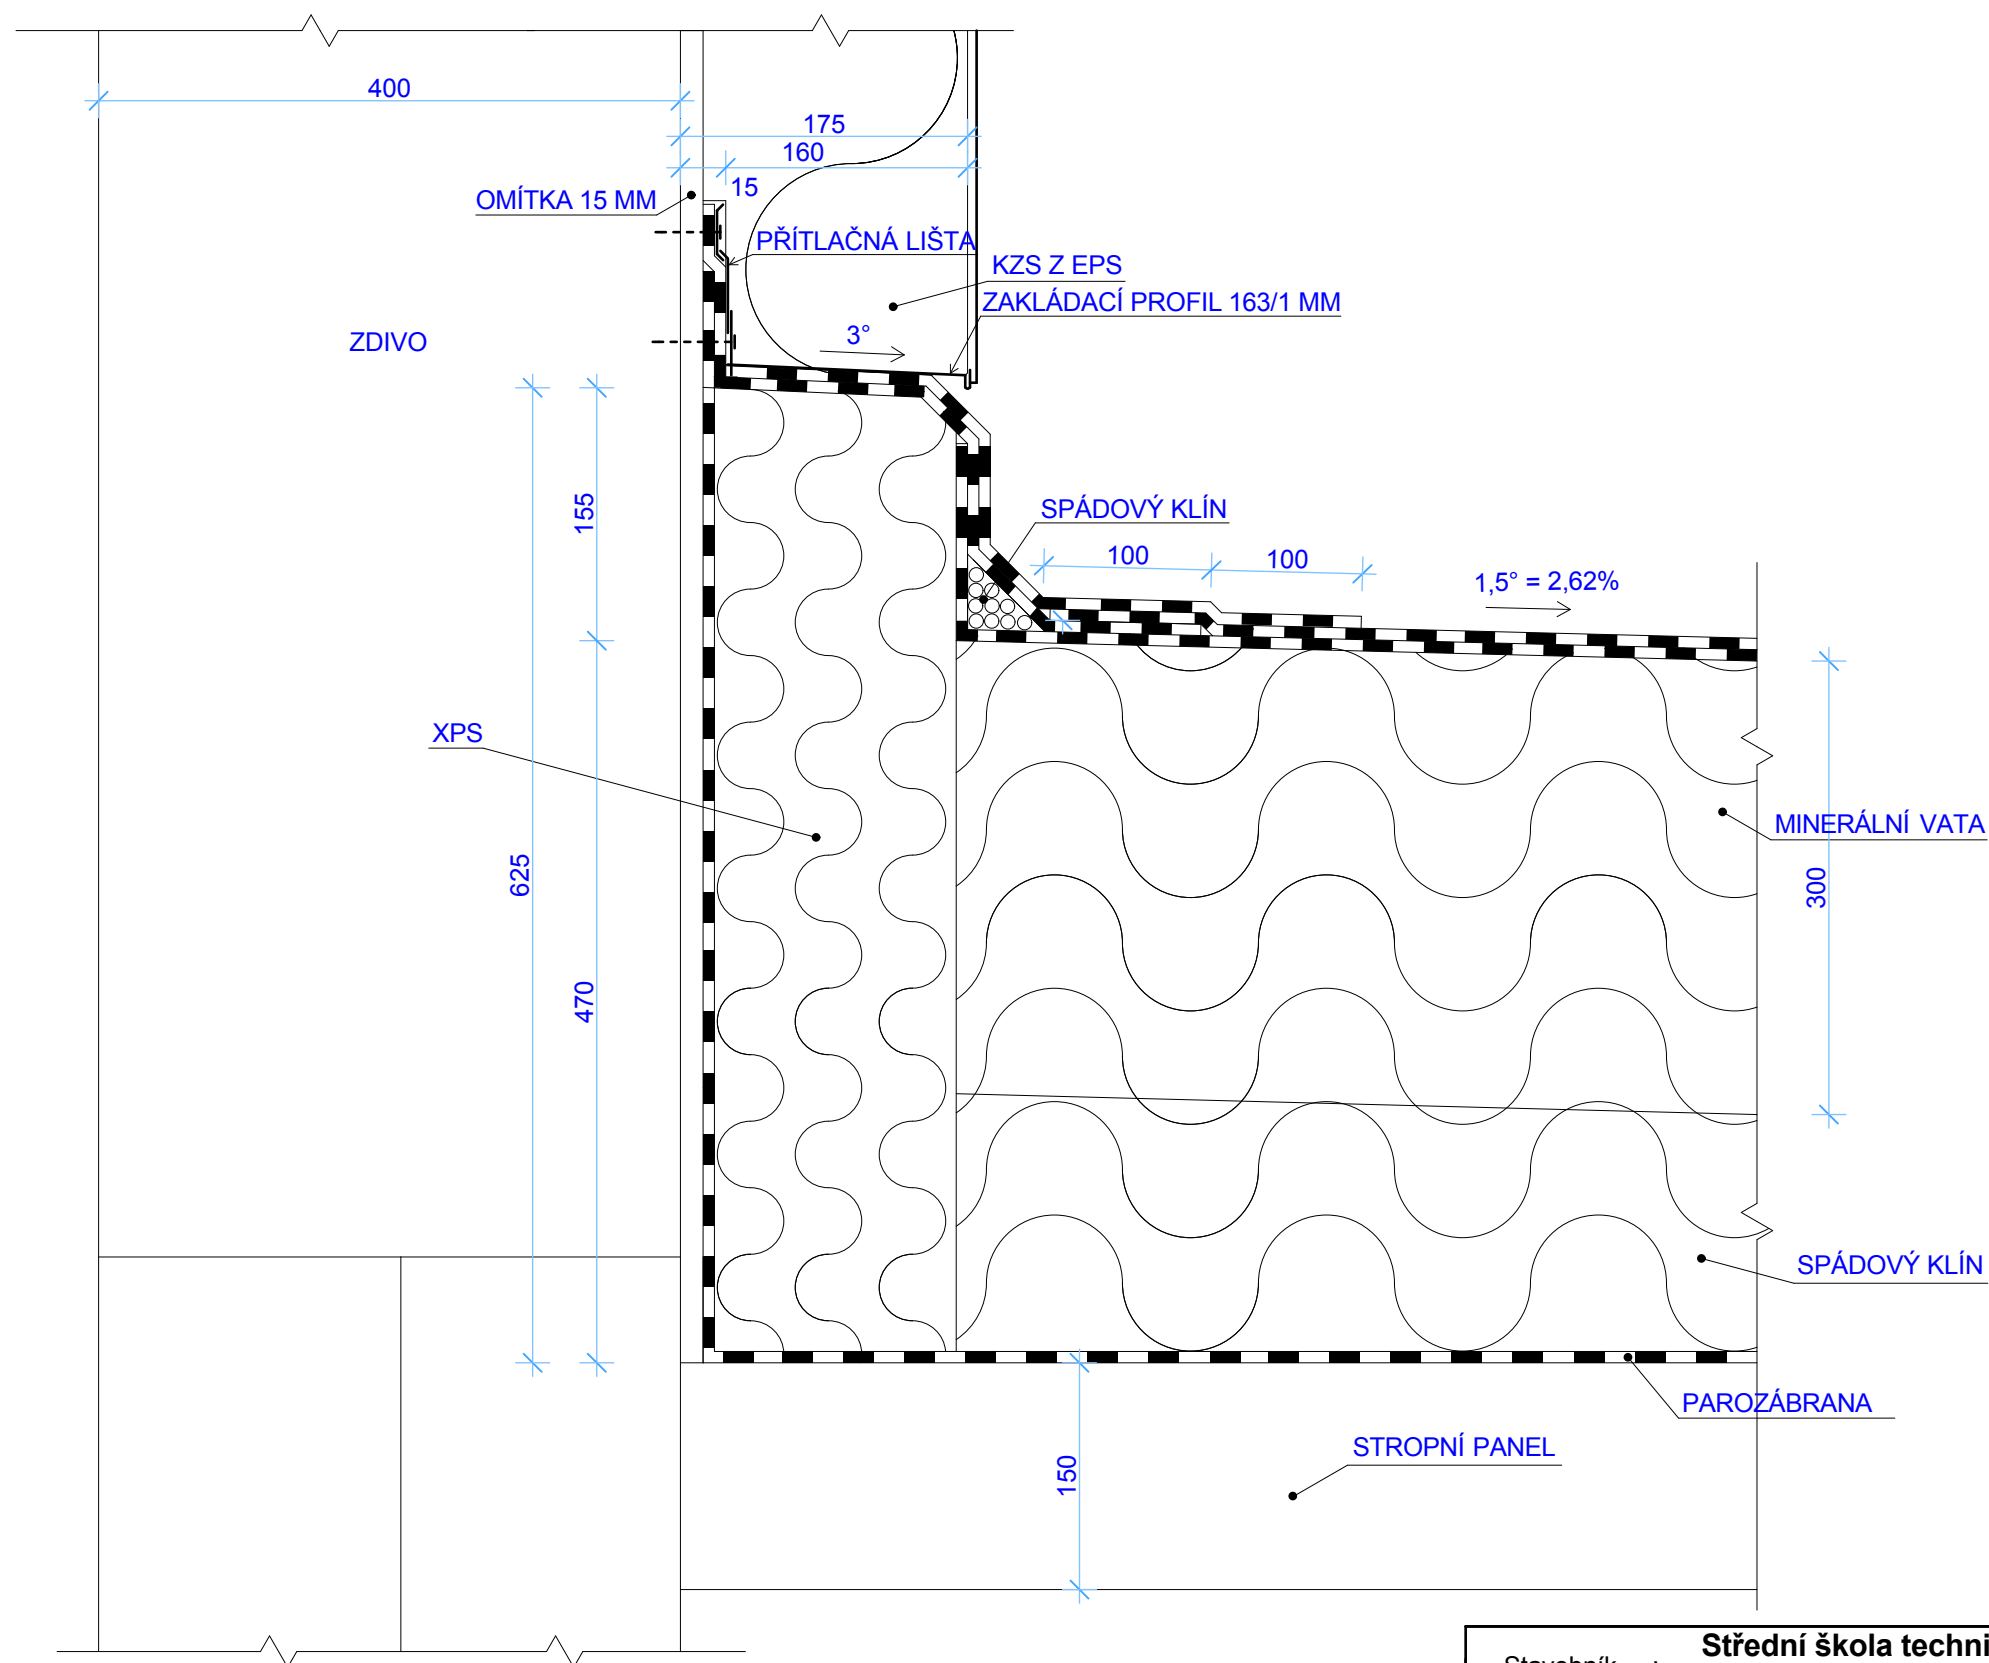 400
175
160
15
OMÍTKA 15 MM
PŘÍTLAČNÁ LIŠTA
KZS Z EPS
ZAKLÁDACÍ PROFIL 163/1 MM
3°
ZDIVO
155
SPÁDOVÝ KLÍN
100
100
1,5° = 2,62%
XPS
MINERÁLNÍ VATA
625
300
470
SPÁDOVÝ KLÍN
PAROZÁBRANA
STROPNÍ PANEL
150
Střední škola techni
Stavebník